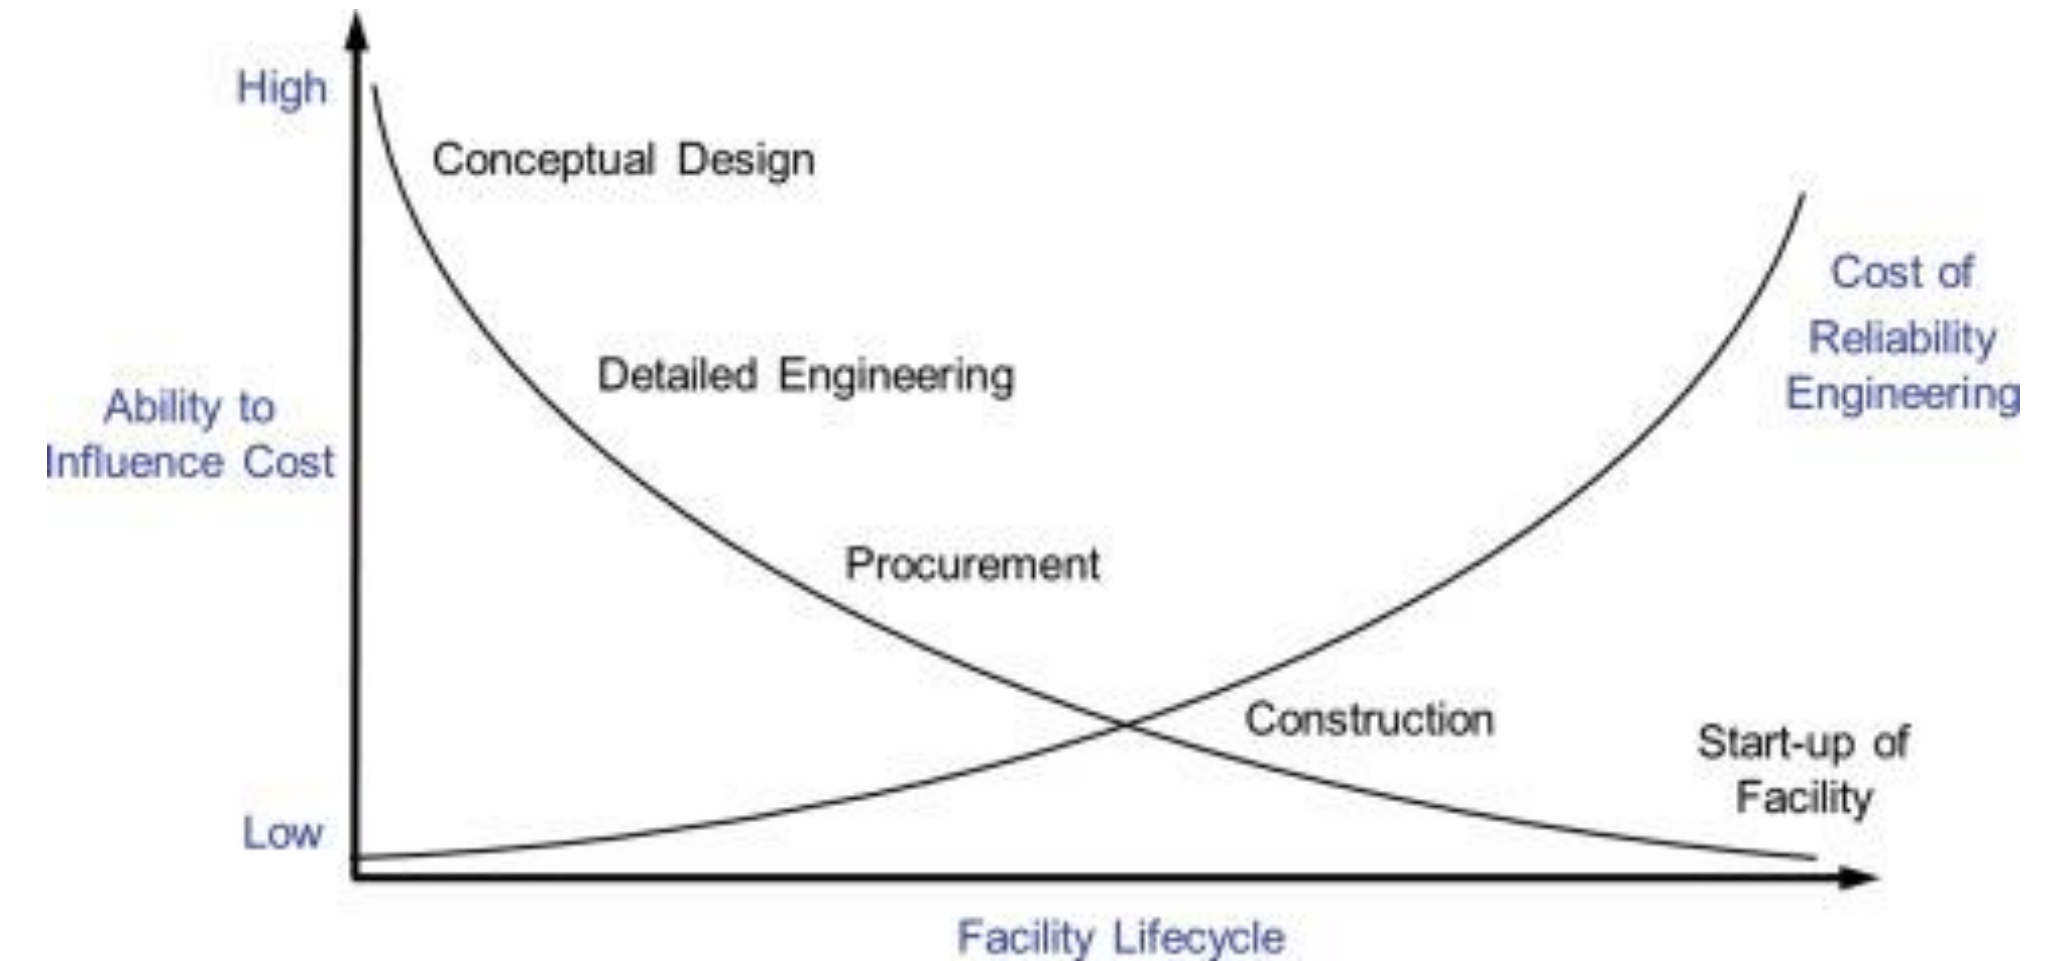 High
Conceptual Design
Cost of
Reliability
Engineering
Detailed Engineering
Ability to
Influence Cost
Procurement
Construction
Start-up of
Facility
Low
Facility Lifecycle